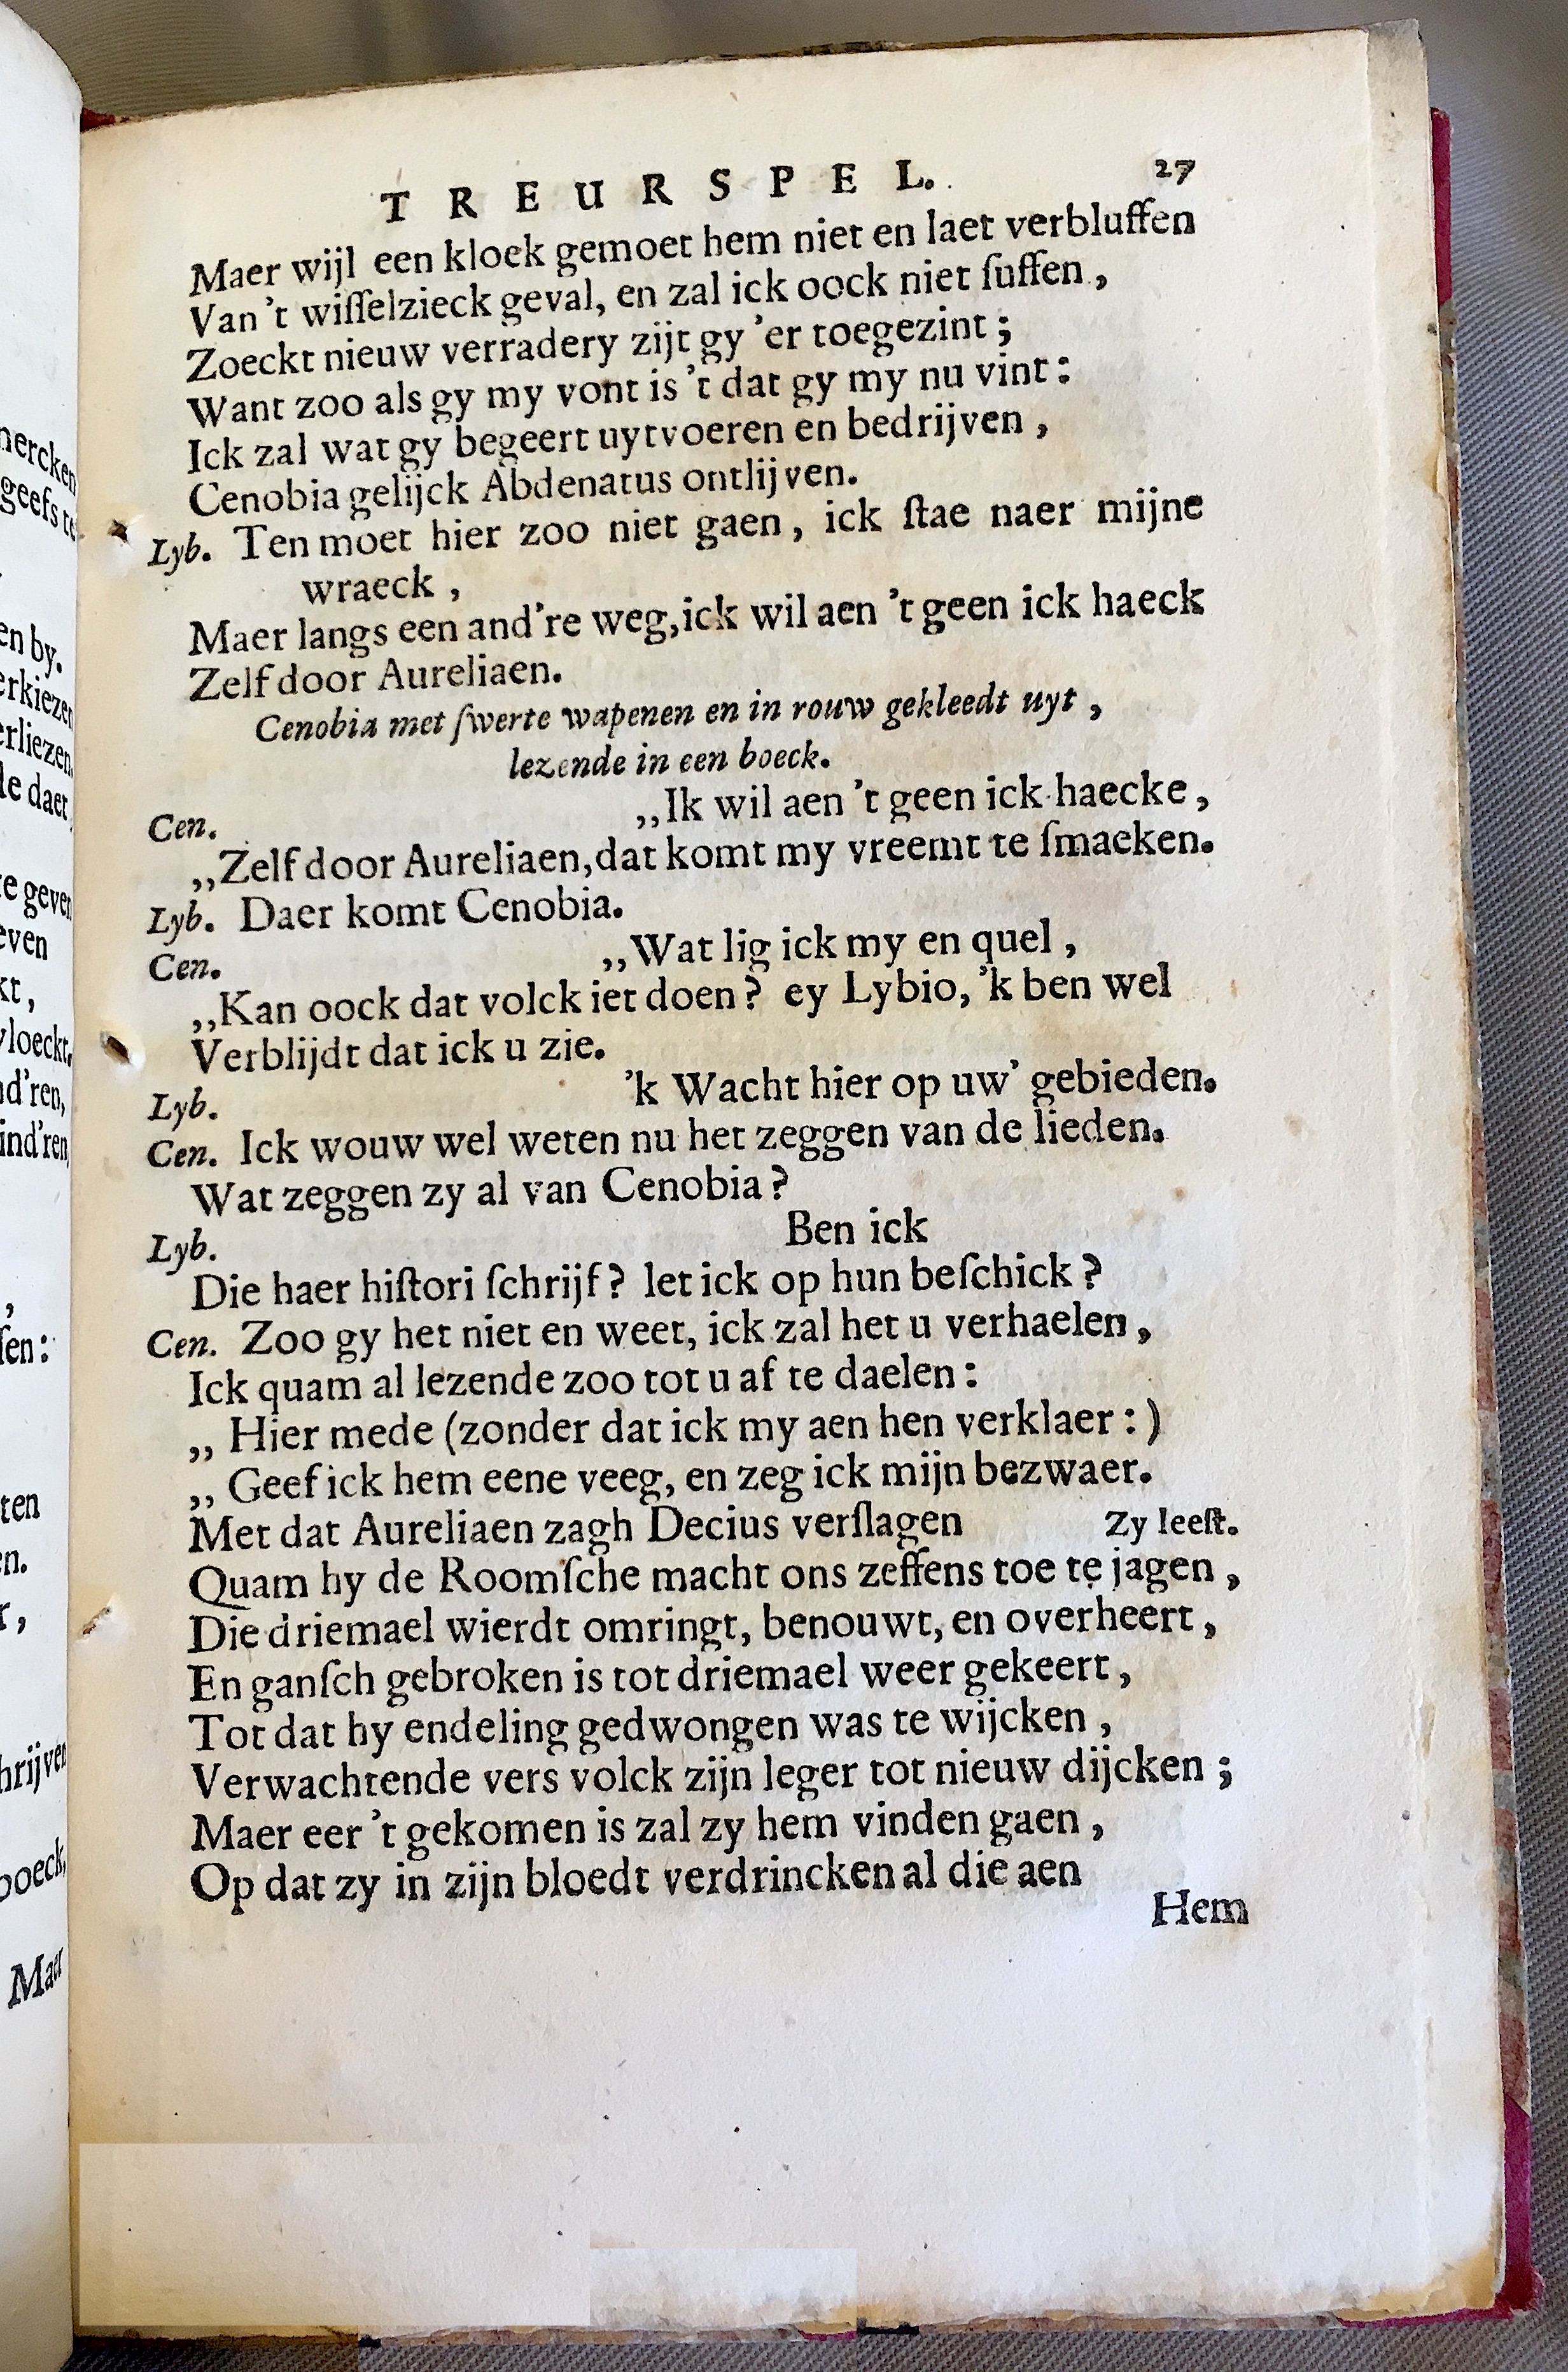 TREURSPEL. 27
Maer wijl een kloek gemoet hem niet en laet verbluffen
Van 't wiſſelzieck geval, en zal ick oock niet ſuffen,
Zoeckt nieuw verradery zijt gy 'er toegezint;
Want zoo als gy my vont is 't dat gy my nu vint:
Ick zal wat gy begeert uytvoeren en bedrijven,
Cenobia gelijck Abdenatus ontlijven.
Lyb. Ten moet hier zoo niet gaen, ick ſtae naer mijne
wraeck,
Maer langs een and're weg, ick wil aen 't geen ick haeck
Zelf door Aureliaen.
Cenobia met ſwerte wapenen en in rouw gekleedt uyt,
lezende in een boeck.
Cen. ,,Ik wil aen 't geen ick haecke,
,,Zelf door Aureliaen, dat komt my vreemt te ſmaeken.
Lyb. Daer komt Cenobia.
Cen. ,,Wat lig ick my en quel,
,,Kan oock dat volck iet doen? ey Lybio, 'k ben wel
Verblijdt dat ick u zie.
Lyb. 'k Wacht hier op uw' gebieden.
Cen. Ick wouw wel weten nu het zeggen van de lieden.
Wat zeggen zy al van Cenobia?
Lyb. Ben ick
Die haer hiſtori ſchrijf? let ick op hun beſchick?
Cen. Zoo gy het niet en weet, ick zal het u verhaelen,
Ick quam al lezende zoo tot u af te daelen:
,, Hier mede (zonder dat ick my aen hen verklaer:)
,, Geef ick hem eene veeg, en zeg ick mijn bezwaer.
Met dat Aureliaen zagh Decius verſlagen Zy leeſt.
Quam hy de Roomſche macht ons zeffens toe te jagen,
Die driemael wierdt omringt, benouwt, en overheert,
En ganſch gebroken is tot driemael weer gekeert,
Tot dat hy endeling gedwongen was te wijcken,
Verwachtende vers volck zijn leger tot nieuw dijcken;
Maer eer 't gekomen is zal zy hem vinden gaen,
Op dat zy in zijn bloedt verdrincken al die aen
Hem